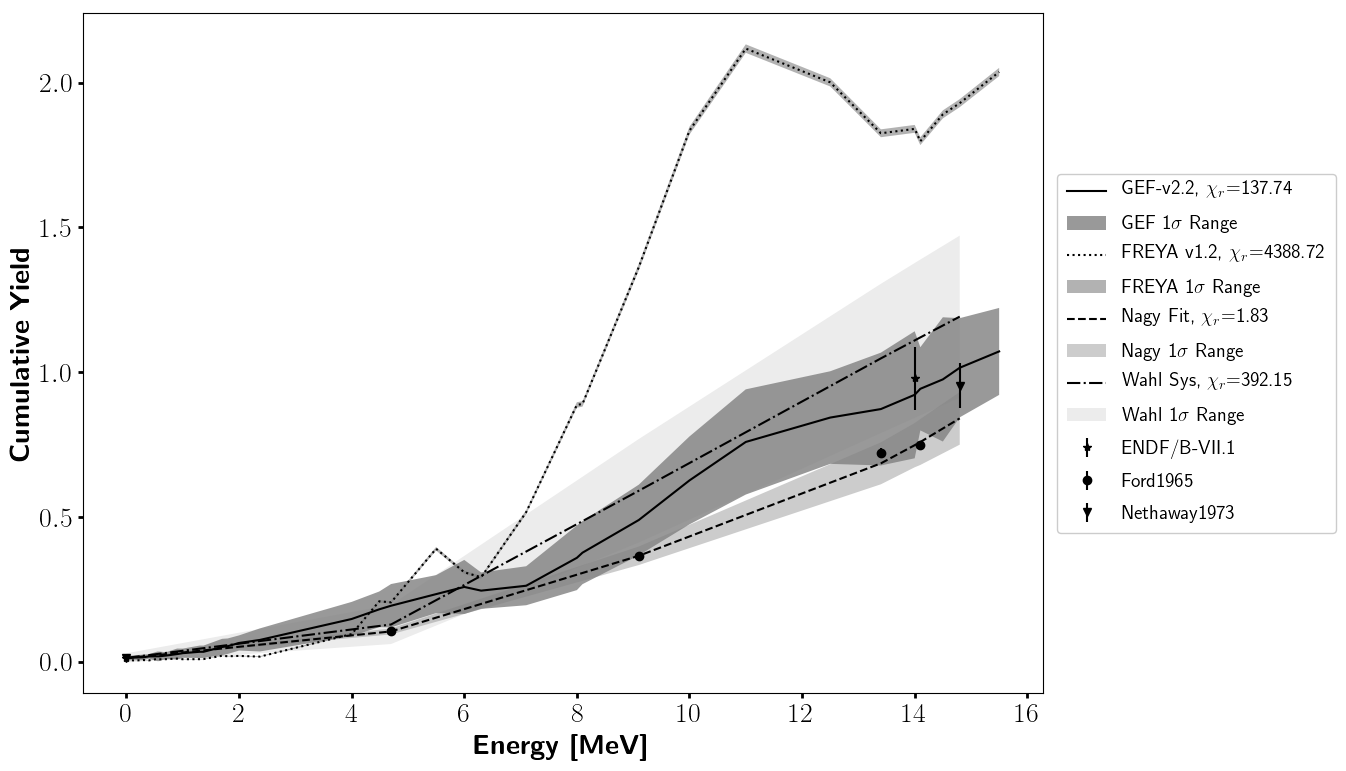 2.0
1.5
1.0
0.5
0.0
Cumulative Yield
0 2 4 6 8 10 12 14 16
Energy [MeV]
GEF-v2.2, χr=137.74
GEF 1σ Range
FREYA v1.2, χr=4388.72
FREYA 1σ Range
Nagy Fit, χr=1.83
Nagy 1σ Range
Wahl Sys, χr=392.15
Wahl 1σ Range
ENDF/B-VII.1
Ford1965
Nethaway1973